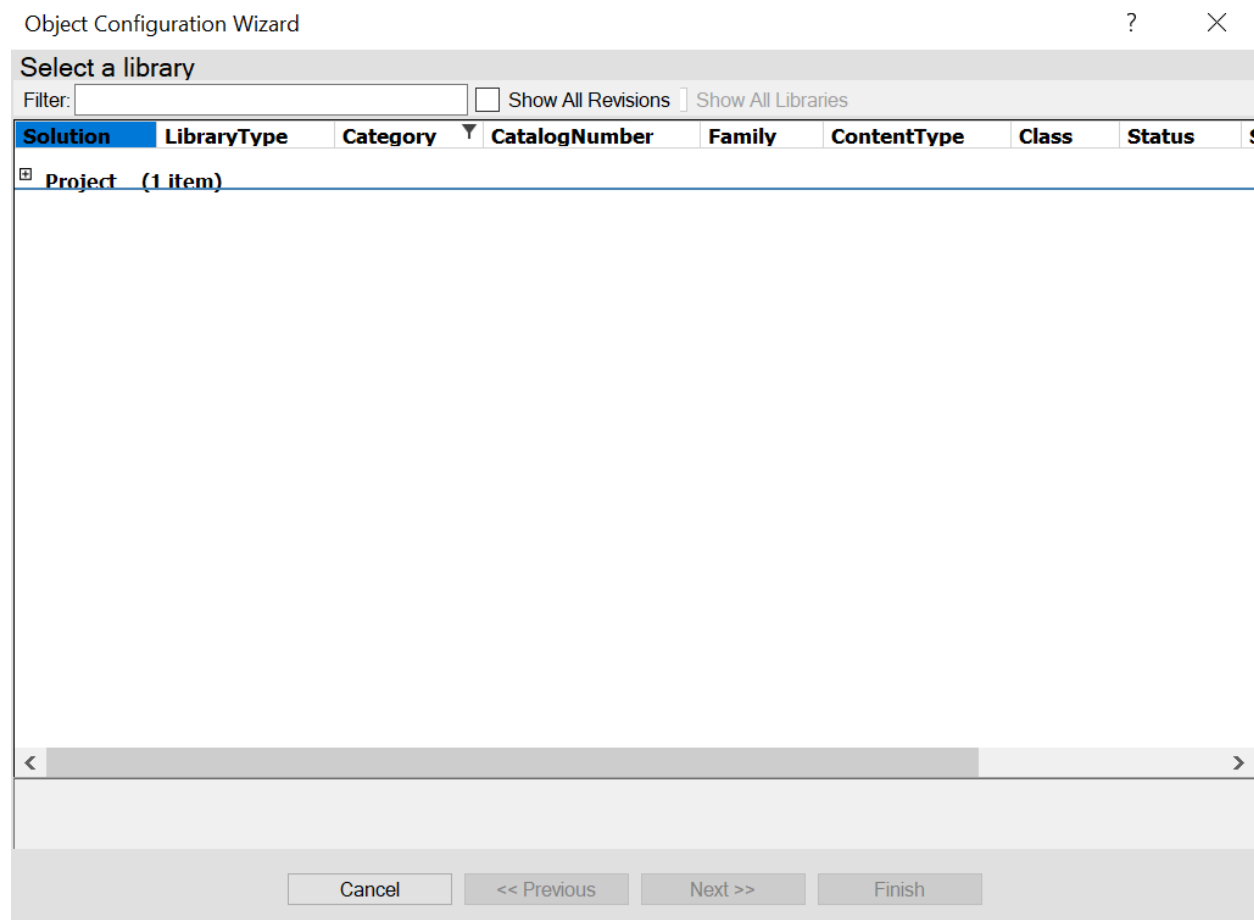 Object Configuration Wizard ?
Select a library
Filter: Show All Revisions Show All Libraries
Solution LibraryType Category CatalogNumber Family ContentType Class Status
Project (1 item)
Cancel << Previous Next >> Finish